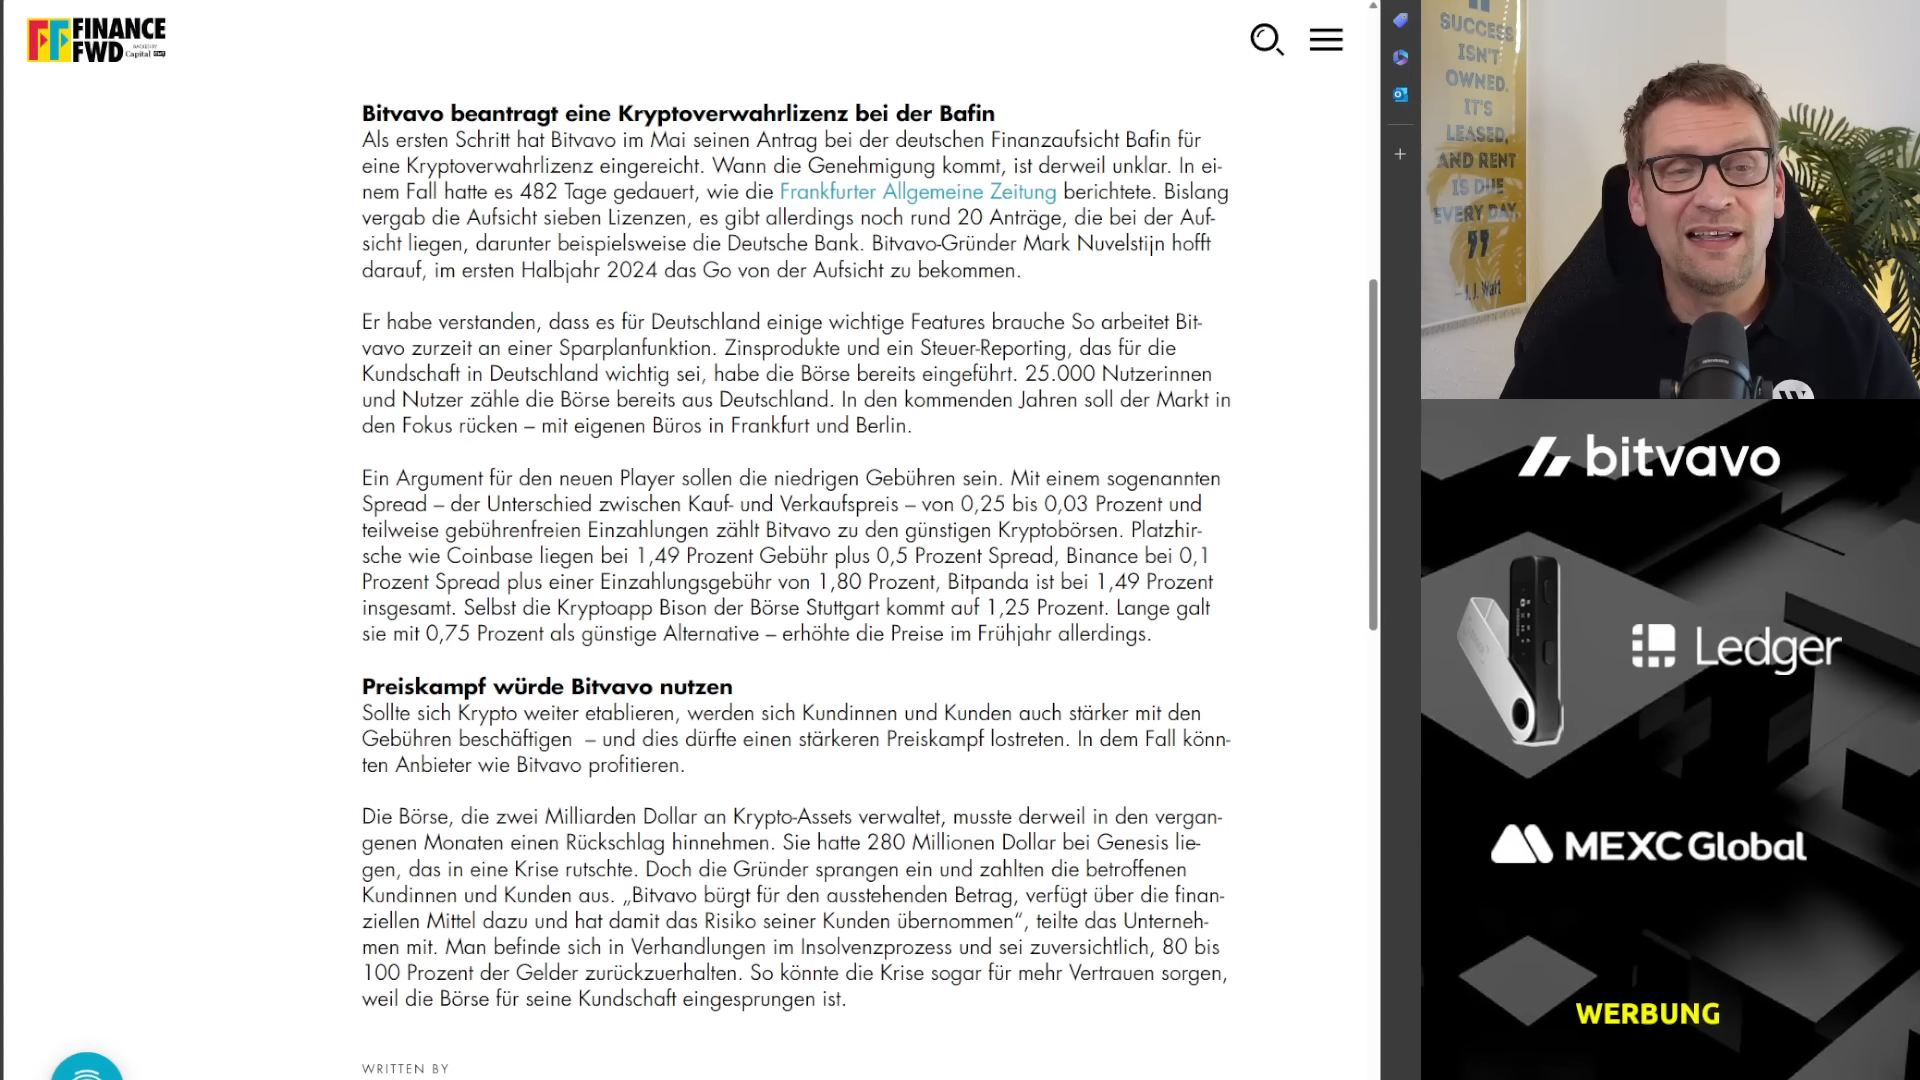 FINANCE
FWD
BACKED BY
Capital
Bitvavo beantragt eine Kryptoverwahrlizenz bei der Bafin
Als ersten Schritt hat Bitvavo im Mai seinen Antrag bei der deutschen Finanzaufsicht Bafin für
eine Kryptoverwahrlizenz eingereicht. Wann die Genehmigung kommt, ist derweil unklar. In ei-
nem Fall hatte es 482 Tage gedauert, wie die Frankfurter Allgemeine Zeitung berichtete. Bislang
vergab die Aufsicht sieben Lizenzen, es gibt allerdings noch rund 20 Anträge, die bei der Auf-
sicht liegen, darunter beispielsweise die Deutsche Bank. Bitvavo-Gründer Mark Nuvelstijn hofft
darauf, im ersten Halbjahr 2024 das Go von der Aufsicht zu bekommen.
Er habe verstanden, dass es für Deutschland einige wichtige Features brauche So arbeitet Bit-
vavo zurzeit an einer Sparplanfunktion. Zinsprodukte und ein Steuer-Reporting, das für die
Kundschaft in Deutschland wichtig sei, habe die Börse bereits eingeführt. 25.000 Nutzerinnen
und Nutzer zähle die Börse bereits aus Deutschland. In den kommenden Jahren soll der Markt in
den Fokus rücken – mit eigenen Büros in Frankfurt und Berlin.
Ein Argument für den neuen Player sollen die niedrigen Gebühren sein. Mit einem sogenannten
Spread – der Unterschied zwischen Kauf- und Verkaufspreis – von 0,25 bis 0,03 Prozent und
teilweise gebührenfreien Einzahlungen zählt Bitvavo zu den günstigen Kryptobörsen. Platzhir-
sche wie Coinbase liegen bei 1,49 Prozent Gebühr plus 0,5 Prozent Spread, Binance bei 0,1
Prozent Spread plus einer Einzahlungsgebühr von 1,80 Prozent, Bitpanda ist bei 1,49 Prozent
insgesamt. Selbst die Kryptoapp Bison der Börse Stuttgart kommt auf 1,25 Prozent. Lange galt
sie mit 0,75 Prozent als günstige Alternative – erhöhte die Preise im Frühjahr allerdings.
Preiskampf würde Bitvavo nutzen
Sollte sich Krypto weiter etablieren, werden sich Kundinnen und Kunden auch stärker mit den
Gebühren beschäftigen – und dies dürfte einen stärkeren Preiskampf lostreten. In dem Fall könn-
ten Anbieter wie Bitvavo profitieren.
Die Börse, die zwei Milliarden Dollar an Krypto-Assets verwaltet, musste derweil in den vergan-
genen Monaten einen Rückschlag hinnehmen. Sie hatte 280 Millionen Dollar bei Genesis lie-
gen, das in eine Krise rutschte. Doch die Gründer sprangen ein und zahlten die betroffenen
Kundinnen und Kunden aus. „Bitvavo bürgt für den ausstehenden Betrag, verfügt über die finan-
ziellen Mittel dazu und hat damit das Risiko seiner Kunden übernommen“, teilte das Unterneh-
men mit. Man befinde sich in Verhandlungen im Insolvenzprozess und sei zuversichtlich, 80 bis
100 Prozent der Gelder zurückzuerhalten. So könnte die Krise sogar für mehr Vertrauen sorgen,
weil die Börse für seine Kundschaft eingesprungen ist.
WRITTEN BY
SUCCESS
ISN'T
OWNED.
IT'S
LEASED,
AND RENT
IS DUE
EVERY DAY.
– J.J. Watt
bitvavo
Ledger
MEXC Global
WERBUNG